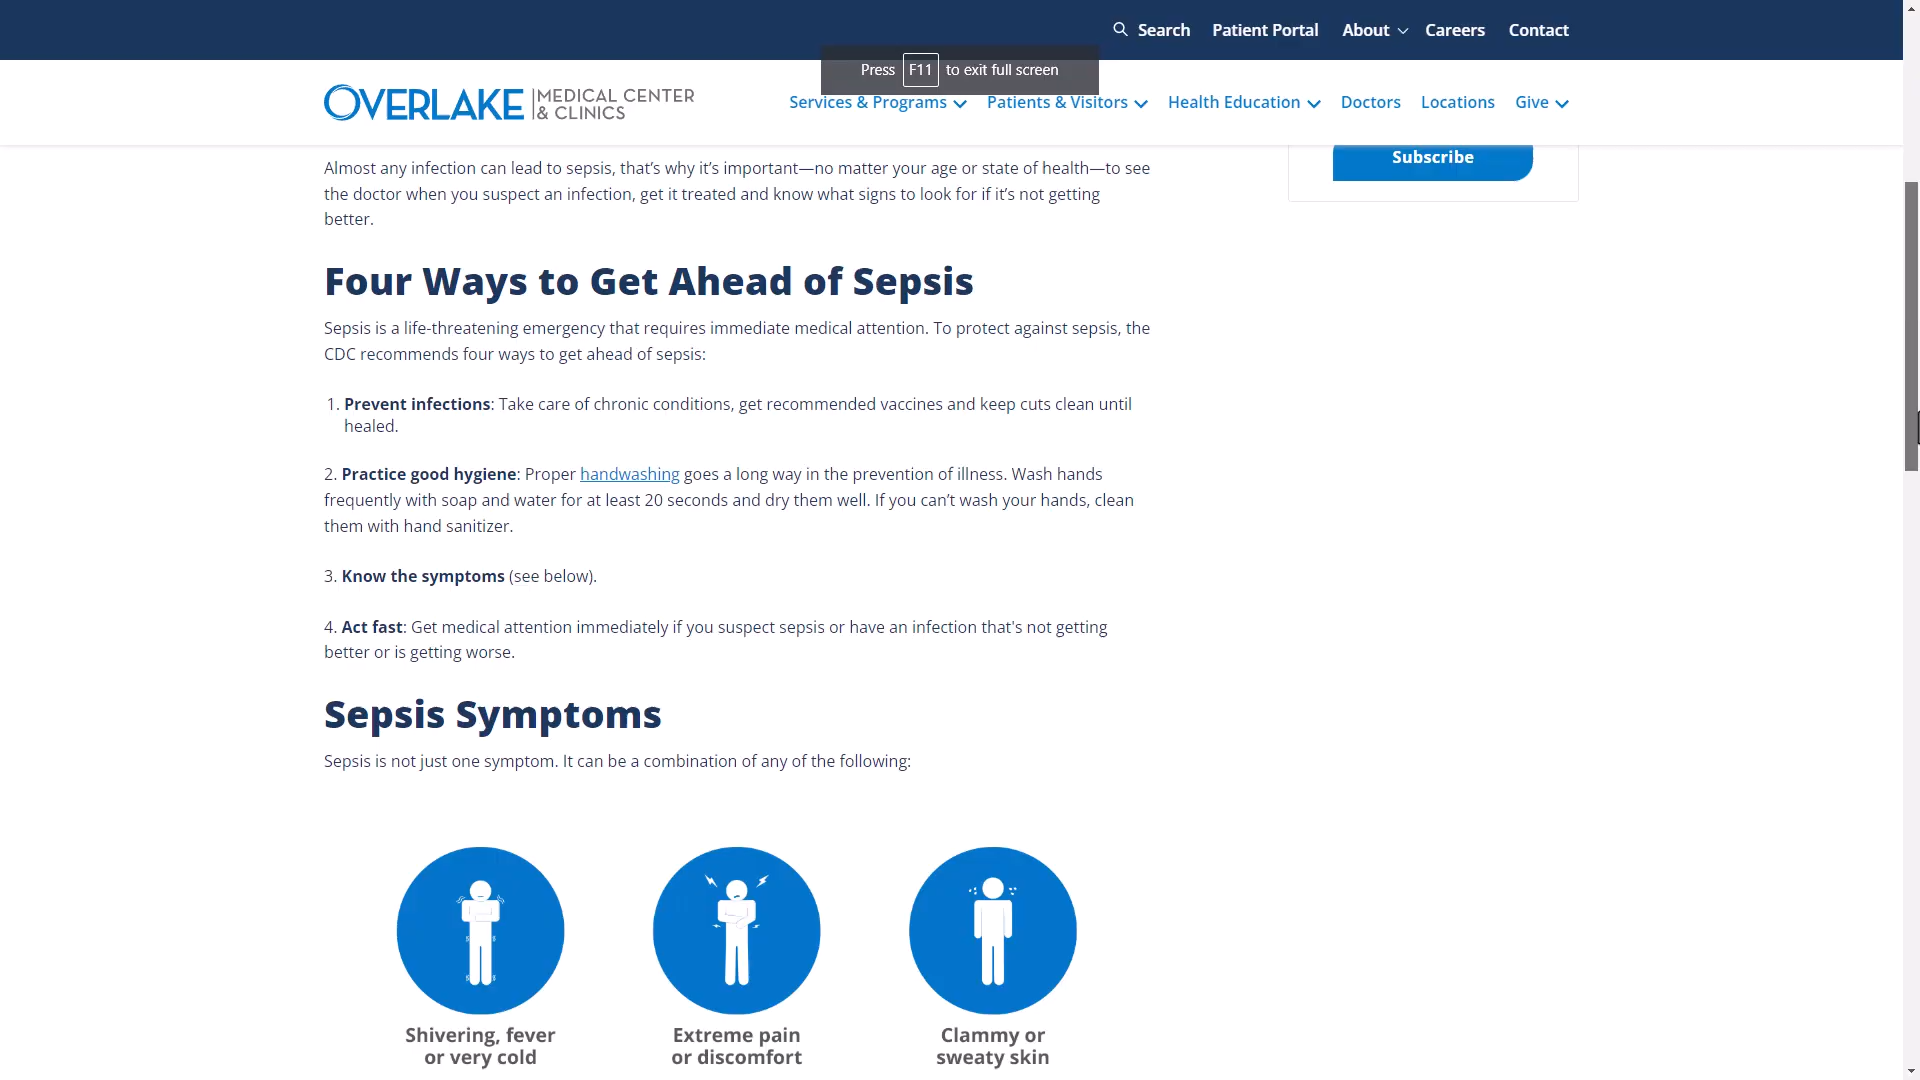 Search Patient Portal About Careers Contact
Press F11 to exit full screen
OVERLAKE MEDICAL CENTER & CLINICS
Services & Programs Patients & Visitors Health Education Doctors Locations Give
Subscribe
Almost any infection can lead to sepsis, that’s why it’s important—no matter your age or state of health—to see
the doctor when you suspect an infection, get it treated and know what signs to look for if it’s not getting
better.
Four Ways to Get Ahead of Sepsis
Sepsis is a life-threatening emergency that requires immediate medical attention. To protect against sepsis, the
CDC recommends four ways to get ahead of sepsis:
1. Prevent infections: Take care of chronic conditions, get recommended vaccines and keep cuts clean until
healed.
2. Practice good hygiene: Proper handwashing goes a long way in the prevention of illness. Wash hands
frequently with soap and water for at least 20 seconds and dry them well. If you can’t wash your hands, clean
them with hand sanitizer.
3. Know the symptoms (see below).
4. Act fast: Get medical attention immediately if you suspect sepsis or have an infection that's not getting
better or is getting worse.
Sepsis Symptoms
Sepsis is not just one symptom. It can be a combination of any of the following:
Shivering, fever
or very cold
Extreme pain
or discomfort
Clammy or
sweaty skin